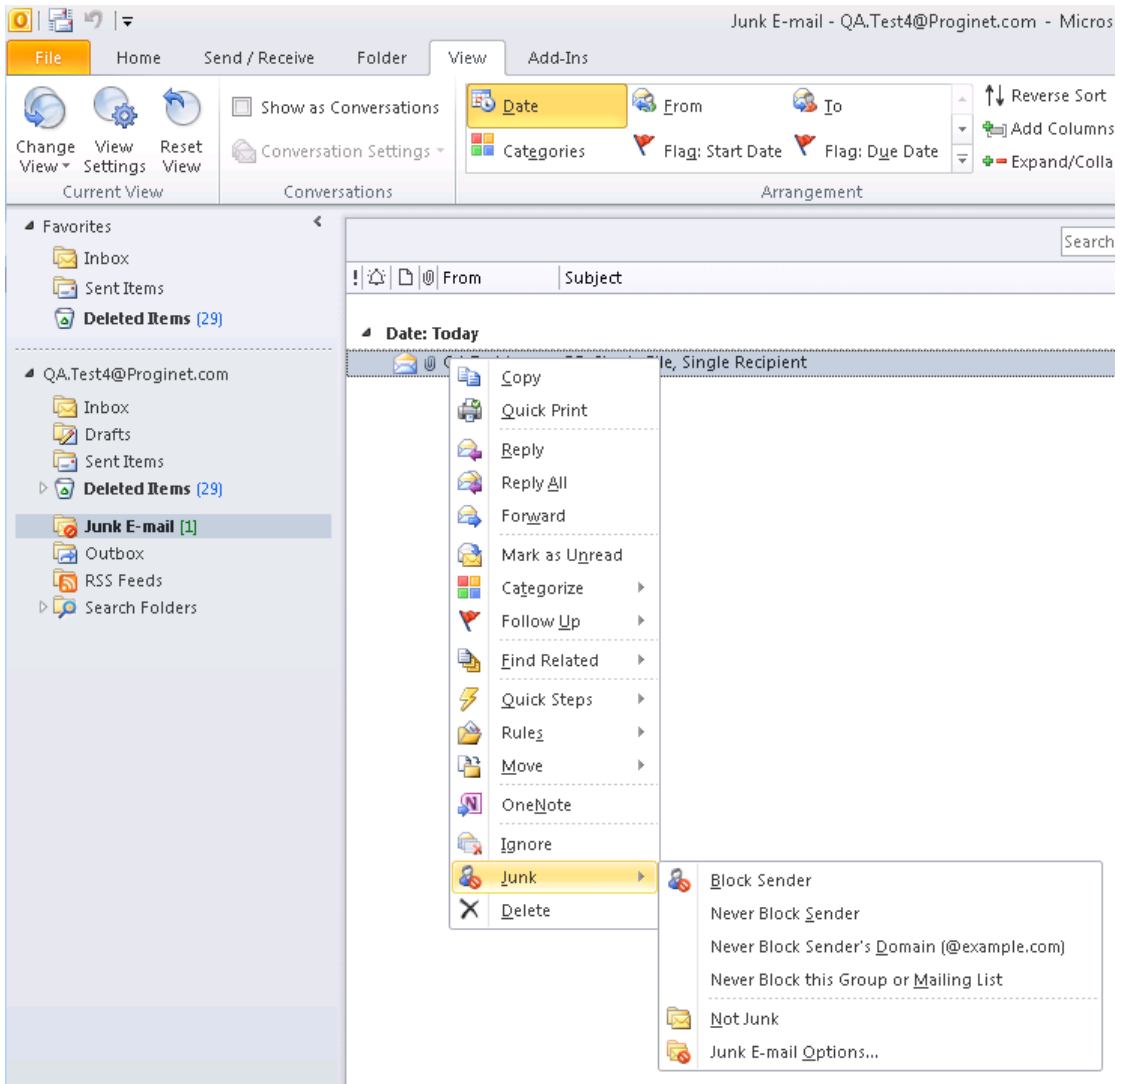 Junk E-mail - QA.Test4@Proginet.com - Micros
File Home Send / Receive Folder View Add-Ins
Change View
View Settings
Reset View
Current View
Show as Conversations
Conversation Settings
Conversations
Date From To
Categories Flag: Start Date Flag: Due Date
Arrangement
Reverse Sort
Add Columns
Expand/Colla
Favorites
Inbox
Sent Items
Deleted Items (29)
QA.Test4@Proginet.com
Inbox
Drafts
Sent Items
Deleted Items (29)
Junk E-mail [1]
Outbox
RSS Feeds
Search Folders
Search
! From Subject
Date: Today
le, Single Recipient
Copy
Quick Print
Reply
Reply All
Forward
Mark as Unread
Categorize
Follow Up
Find Related
Quick Steps
Rules
Move
OneNote
Ignore
Junk
Delete
Block Sender
Never Block Sender
Never Block Sender's Domain (@example.com)
Never Block this Group or Mailing List
Not Junk
Junk E-mail Options...